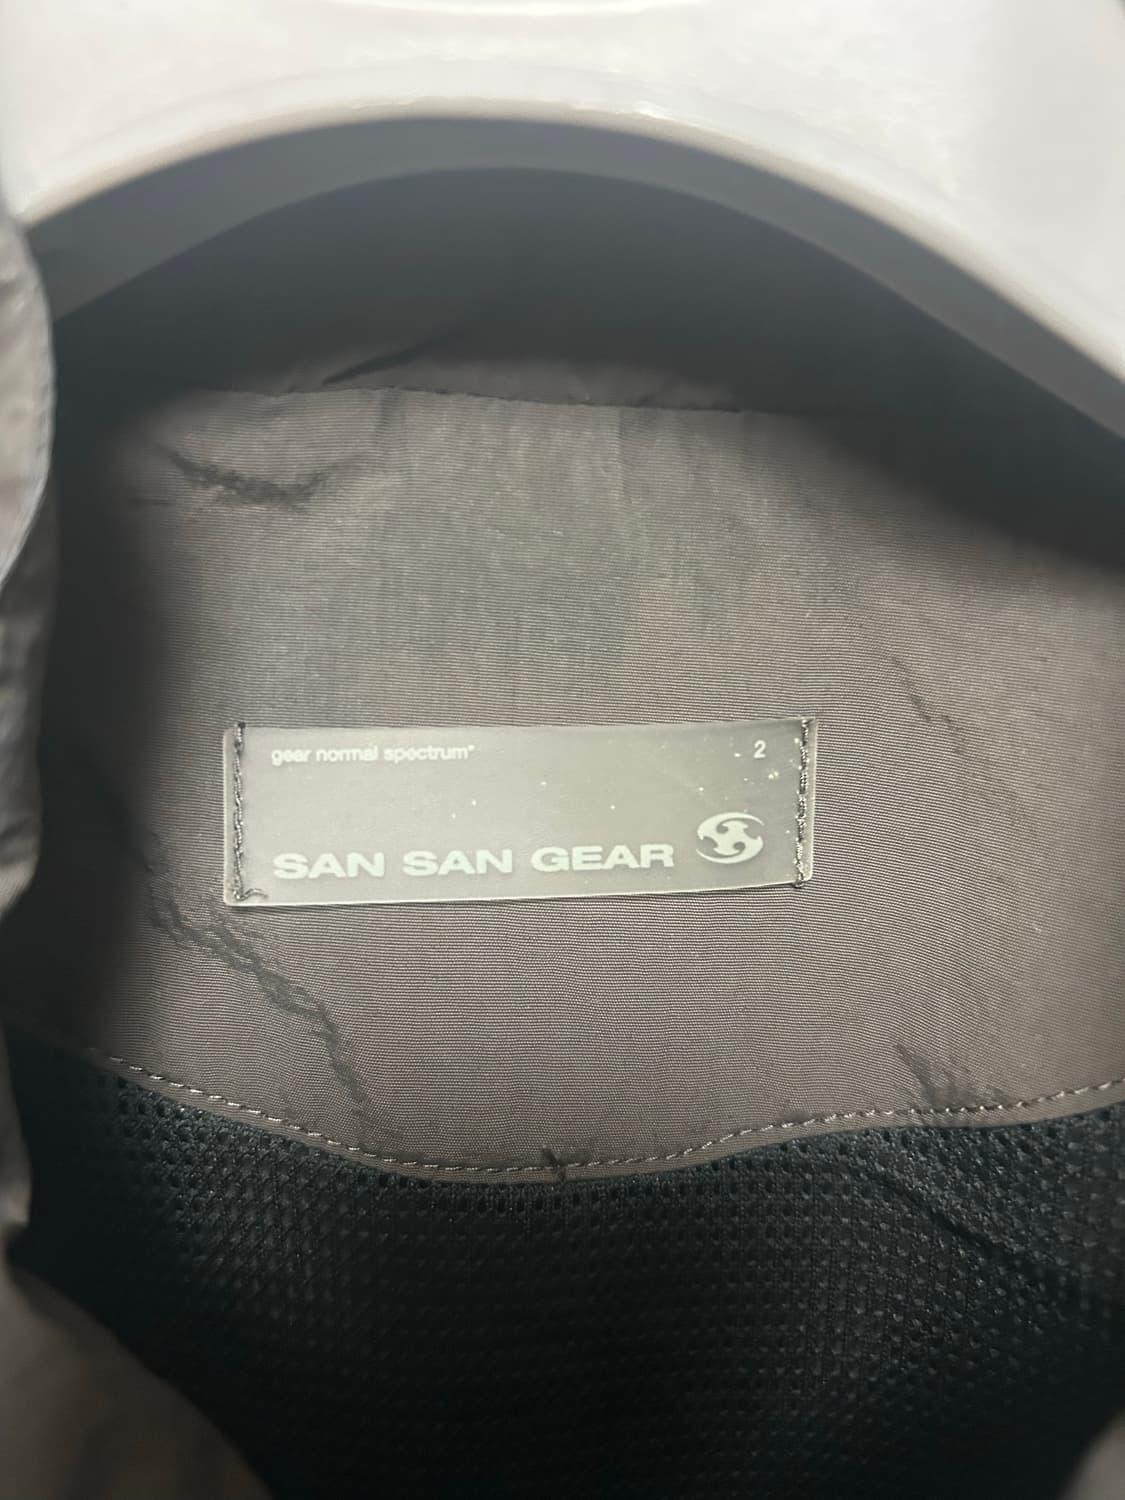 gear normal spectrum*
2
SAN SAN GEAR